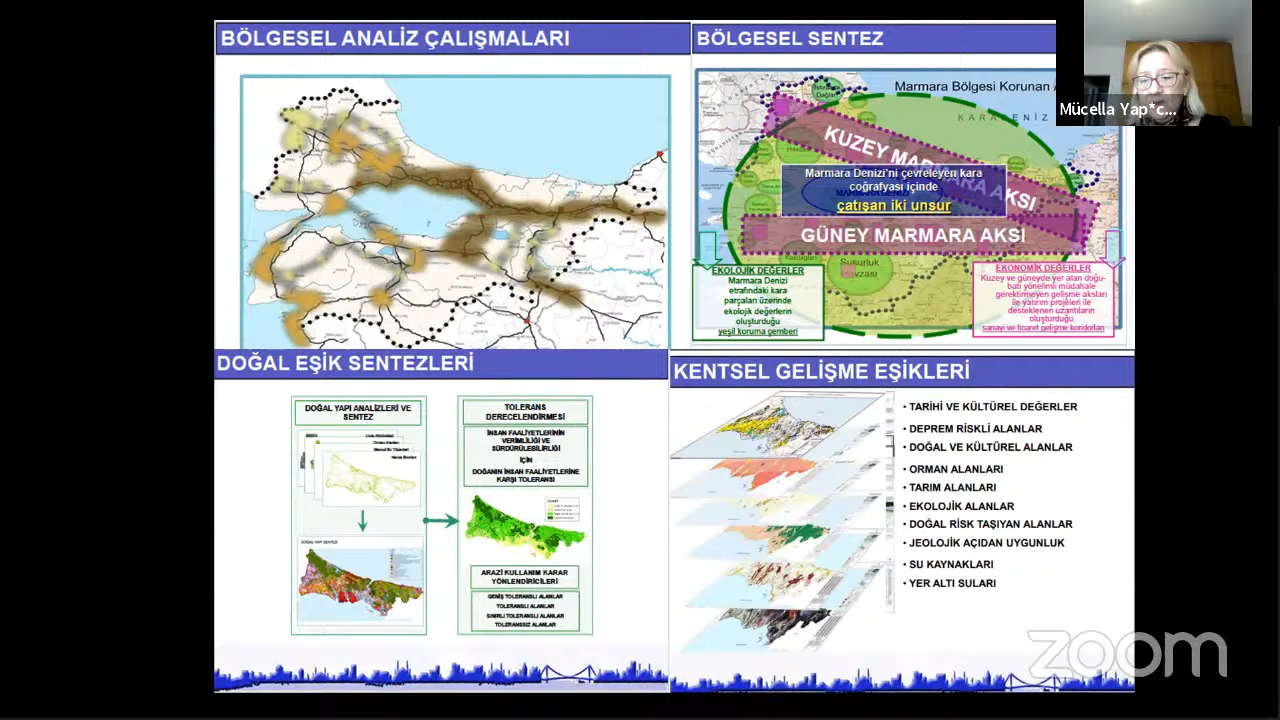 BÖLGESEL ANALİZ ÇALIŞMALARI
BÖLGESEL SENTEZ
Marmara Bölgesi Korunan
KARADENİZ
KUZEY MARMARA AKSI
Marmara Denizi'ni çevreleyen kara
coğrafyası içinde
çatışan iki unsur
GÜNEY MARMARA AKSI
Susurluk
Havzası
EKOLOJİK DEĞERLER
Marmara Denizi
etrafındaki kara
parçaları üzerinde
ekolojik değerlerin
oluşturduğu
yeşil koruma çemberi
EKONOMİK DEĞERLER
Kuzey ve güneyde yer alan doğu-
batı yönelimli müdahale
gerektirmeyen gelişme aksları
ile yatırım projeleri ile
desteklenen uzantıların
oluşturduğu
sanayi ve ticaret gelişme koridorları
Mücella Yap*c...
DOĞAL EŞİK SENTEZLERİ
DOĞAL YAPI ANALİZLERİ VE
SENTEZ
DOĞAL YAPI SENTEZİ
TOLERANS
DERECELENDİRMESİ
İNSAN FAALİYETLERİNİN
VERİMLİLİĞİ VE
SÜRDÜRÜLEBİLİRLİĞİ
İÇİN
DOĞANIN İNSAN FAALİYETLERİNE
KARŞI TOLERANSI
ARAZİ KULLANIM KARAR
YÖNLENDİRİCİLERİ
GENİŞ TOLERANSLI ALANLAR
TOLERANSLI ALANLAR
SINIRLI TOLERANSLI ALANLAR
TOLERANSSIZ ALANLAR
KENTSEL GELİŞME EŞİKLERİ
• TARİHİ VE KÜLTÜREL DEĞERLER
• DEPREM RİSKLİ ALANLAR
• DOĞAL VE KÜLTÜREL ALANLAR
• ORMAN ALANLARI
• TARIM ALANLARI
• EKOLOJİK ALANLAR
• DOĞAL RİSK TAŞIYAN ALANLAR
• JEOLOJİK AÇIDAN UYGUNLUK
• SU KAYNAKLARI
• YER ALTI SULARI
zoom